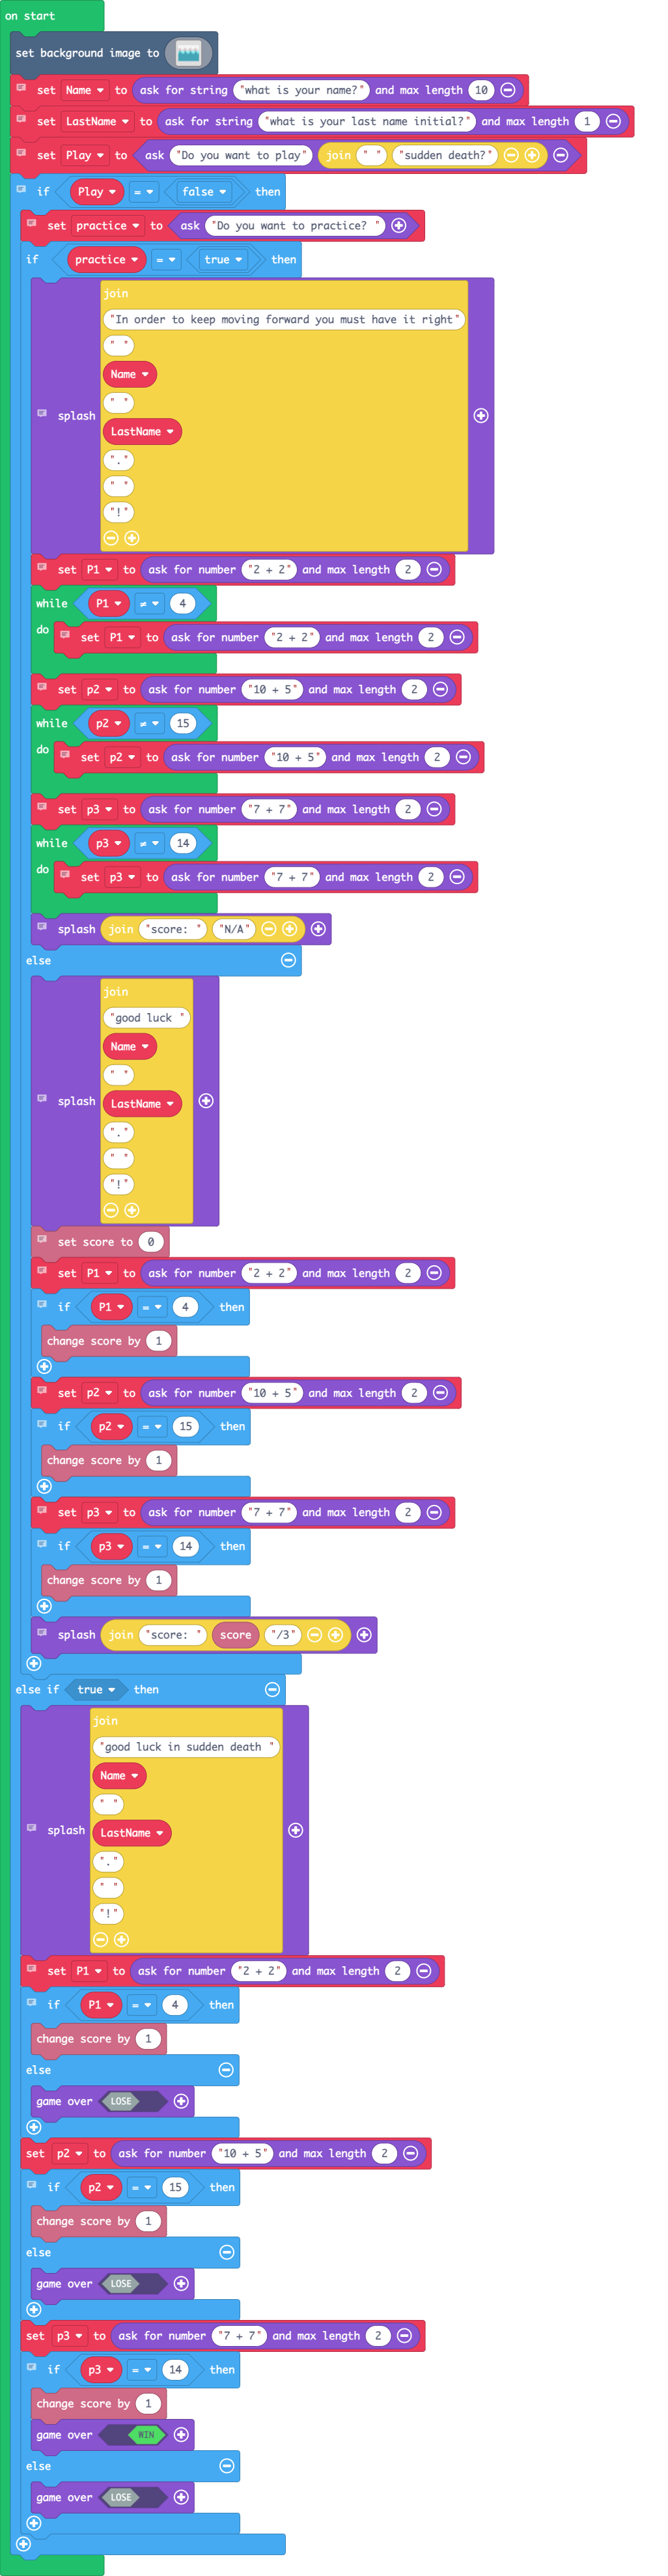 on start
set background image to
set Name to ask for string "what is your name?" and max length 10
set LastName to ask for string "what is your last name initial?" and max length 1
set Play to ask "Do you want to play" join " " "sudden death?"
if Play = false then
set practice to ask "Do you want to practice? "
if practice = true then
join
"In order to keep moving forward you must have it right"
" "
Name
splash
" "
LastName
"."
" "
"!"
set P1 to ask for number "2 + 2" and max length 2
while P1 ≠ 4
do set P1 to ask for number "2 + 2" and max length 2
set p2 to ask for number "10 + 5" and max length 2
while p2 ≠ 15
do set p2 to ask for number "10 + 5" and max length 2
set p3 to ask for number "7 + 7" and max length 2
while p3 ≠ 14
do set p3 to ask for number "7 + 7" and max length 2
splash join "score: " "N/A"
else
join
"good luck "
Name
" "
splash LastName
"."
" "
"!"
set score to 0
set P1 to ask for number "2 + 2" and max length 2
if P1 = 4 then
change score by 1
set p2 to ask for number "10 + 5" and max length 2
if p2 = 15 then
change score by 1
set p3 to ask for number "7 + 7" and max length 2
if p3 = 14 then
change score by 1
splash join "score: " score "/3"
else if true then
join
"good luck in sudden death "
Name
" "
splash LastName
"."
" "
"!"
set P1 to ask for number "2 + 2" and max length 2
if P1 = 4 then
change score by 1
else
game over LOSE
set p2 to ask for number "10 + 5" and max length 2
if p2 = 15 then
change score by 1
else
game over LOSE
set p3 to ask for number "7 + 7" and max length 2
if p3 = 14 then
change score by 1
game over WIN
else
game over LOSE